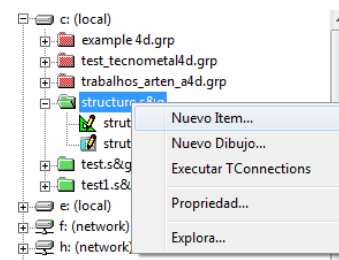 c: (local)
example 4d.grp
test_tecnometal4d.grp
trabalhos_arten_a4d.grp
structure.s&g
strut
Nuevo Item...
strut
Nuevo Dibujo...
test.s&g
Executar TConnections
test1.s&
e: (local)
Propriedad...
f: (network)
h: (network)
Explora...